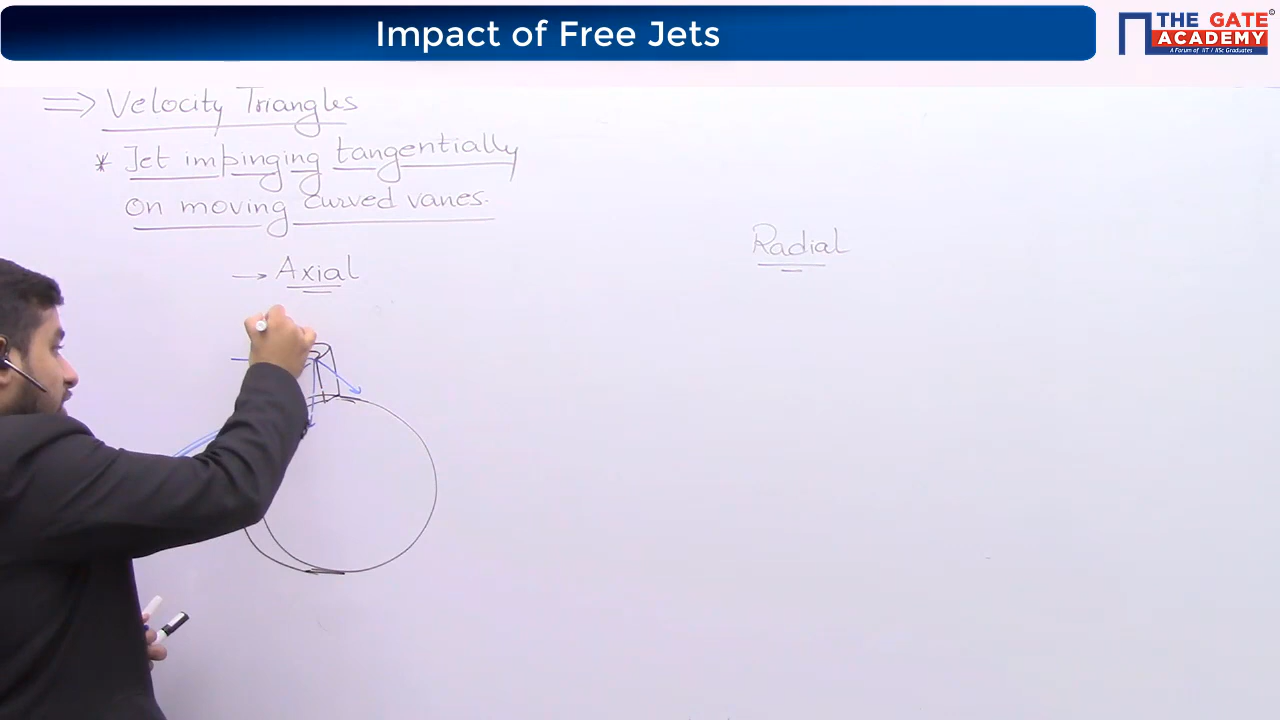 Impact of Free Jets
THE GATE
ACADEMY
A Forum of IIT / IISc Graduates
⇒ Velocity Triangles
* Jet impinging tangentially
on moving curved vanes.
→ Axial
Radial